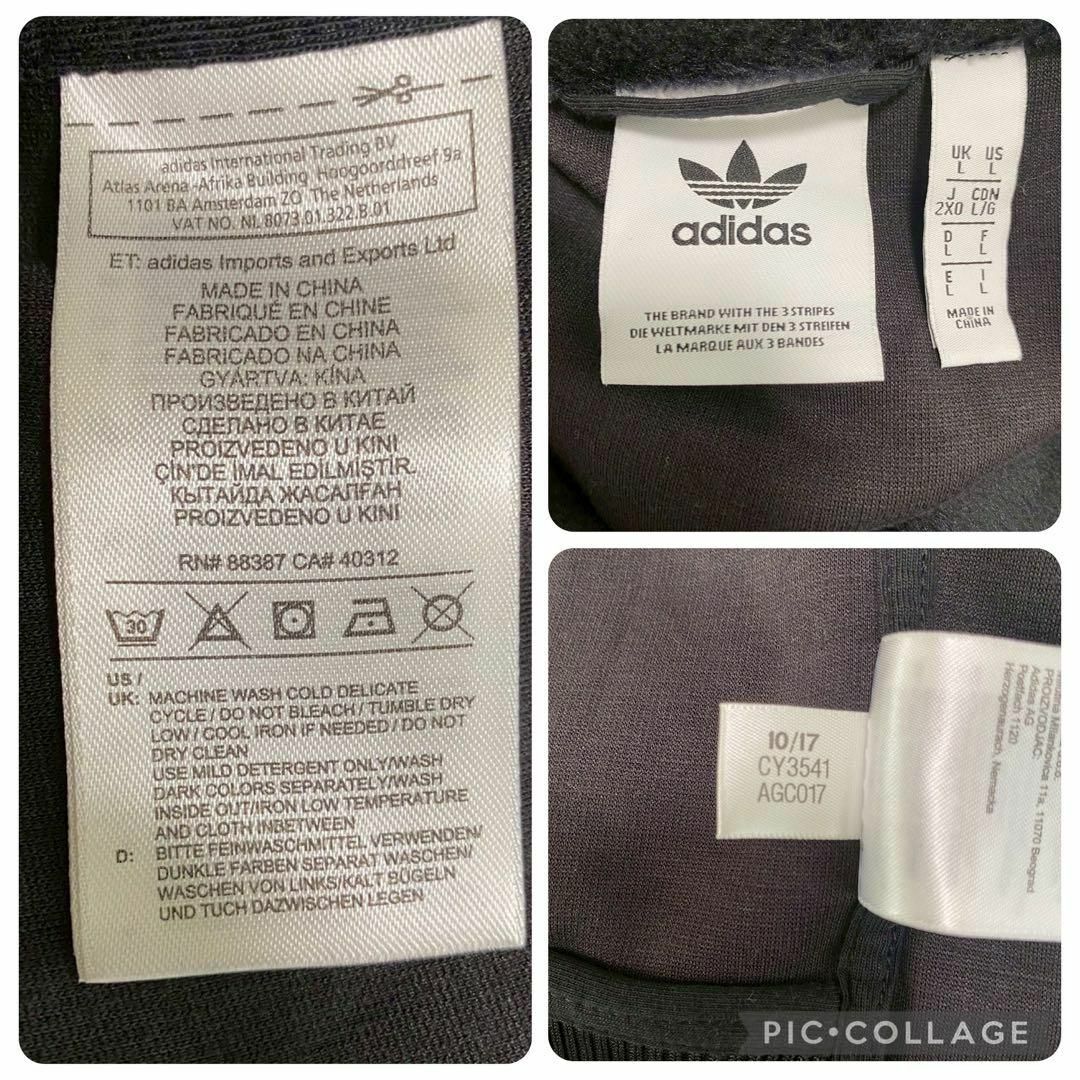 adidas International Trading BV
Atlas Arena -Afrika Building Hoogoorddreef 9a
1101 BA Amsterdam ZO The Netherlands
VAT NO. NL 8073.01.322.B.01
ET: adidas Imports and Exports Ltd
MADE IN CHINA
FABRIQUÉ EN CHINE
FABRICADO EN CHINA
FABRICADO NA CHINA
GYÁRTVA: KÍNA
ПРОИЗВЕДЕНО В КИТАЙ
СДЕЛАНО В КИТАЕ
PROIZVEDENO U KINI
ÇİN'DE İMAL EDİLMİŞTİR.
ҚЫТАЙДА ЖАСАЛҒАН
PROIZVEDENO U KINI
RN# 88387 CA# 40312
30
US /
UK: MACHINE WASH COLD DELICATE
CYCLE / DO NOT BLEACH / TUMBLE DRY
LOW / COOL IRON IF NEEDED / DO NOT
DRY CLEAN
USE MILD DETERGENT ONLY/WASH
DARK COLORS SEPARATELY/WASH
INSIDE OUT/IRON LOW TEMPERATURE
AND CLOTH INBETWEEN
D: BITTE FEINWASCHMITTEL VERWENDEN/
DUNKLE FARBEN SEPARAT WASCHEN/
WASCHEN VON LINKS/KALT BÜGELN
UND TUCH DAZWISCHEN LEGEN
adidas
THE BRAND WITH THE 3 STRIPES
DIE WELTMARKE MIT DEN 3 STREIFEN
LA MARQUE AUX 3 BANDES
UK US
L L
J CDN
2XO L/G
D F
L L
E I
L L
MADE IN
CHINA
10/17
CY3541
AGC017
Milutina Milankovica 11a, 11070 Beograd
PROIZVODJAC:
Adidas AG
Postfach 1120
Herzogenaurach, Nemacka
PIC•COLLAGE